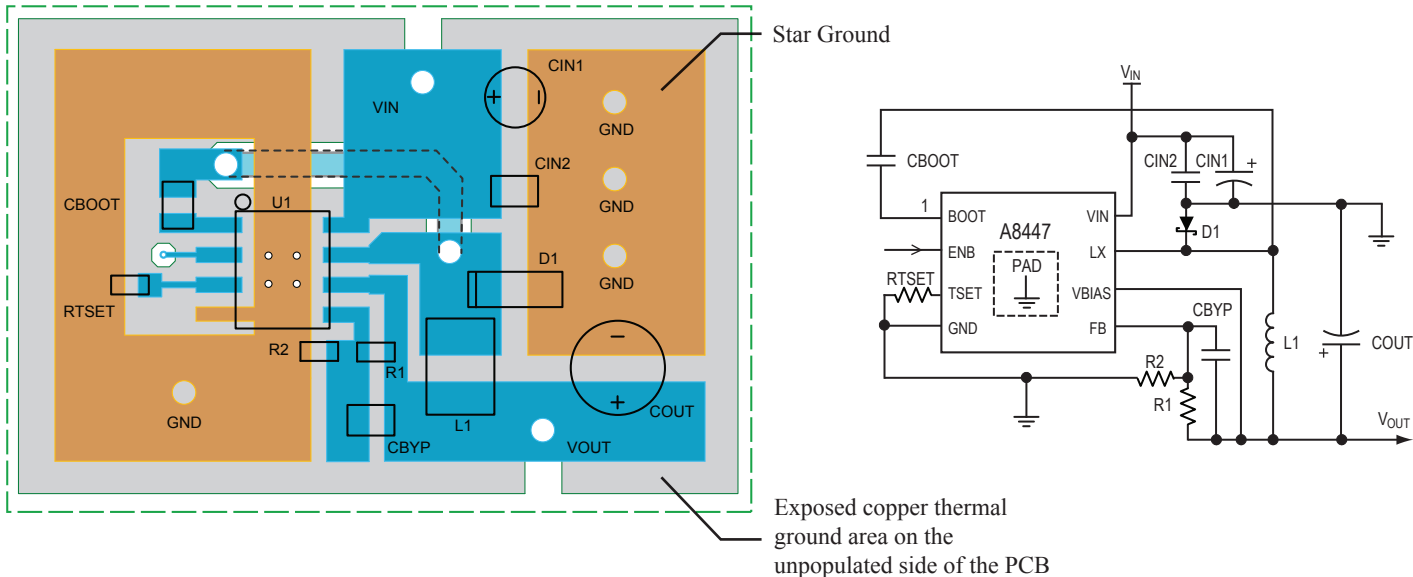 Star Ground
CIN1
VIN
GND
CIN2
GND
CBOOT
U1
D1
GND
RTSET
R2
R1
GND
L1
COUT
CBYP
VOUT
Exposed copper thermal
ground area on the
unpopulated side of the PCB
VIN
CBOOT
CIN2
CIN1
+
1
BOOT
VIN
A8447
D1
ENB
LX
PAD
RTSET
TSET
VBIAS
CBYP
GND
FB
L1
COUT
+
R2
R1
VOUT